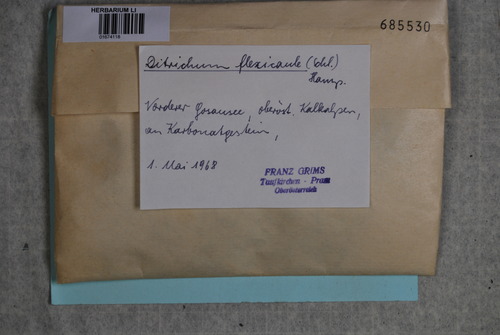 HERBARIUM LI
01674116
685530
Ditrichum flexicaule (Schl.)
Hamp.
Vorderer Gosausee, oberöst. Kalkalpen,
an Karbonatgestein,
1. Mai 1968
FRANZ GRIMS
Taufkirchen - Pram
Oberösterreich